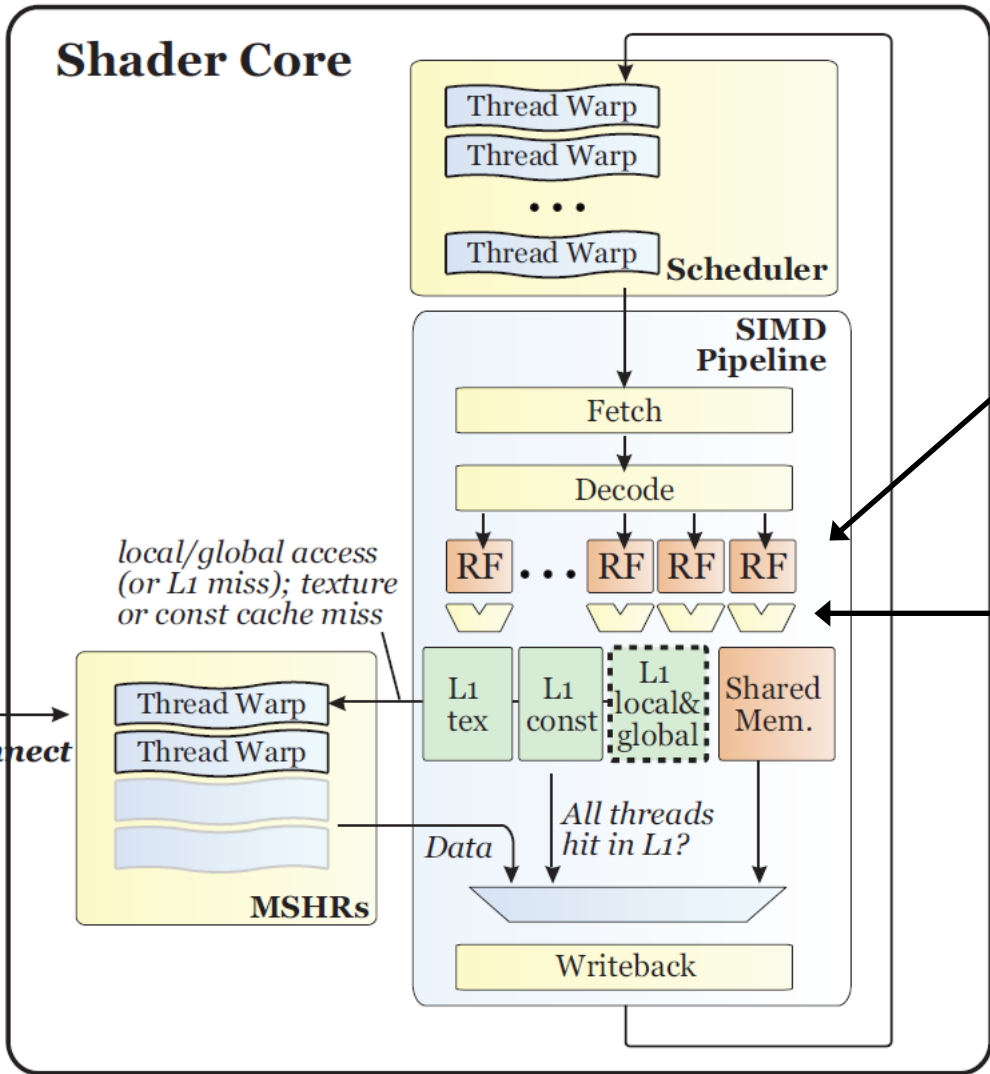 Shader Core
Thread Warp
Thread Warp
• • •
Thread Warp
Scheduler
SIMD
Pipeline
Fetch
Decode
RF • • • RF RF RF
local/global access
(or L1 miss); texture
or const cache miss
L1
tex
L1
const
L1
local&
global
Shared
Mem.
Thread Warp
Thread Warp
nnect
MSHRs
Data
All threads
hit in L1?
Writeback